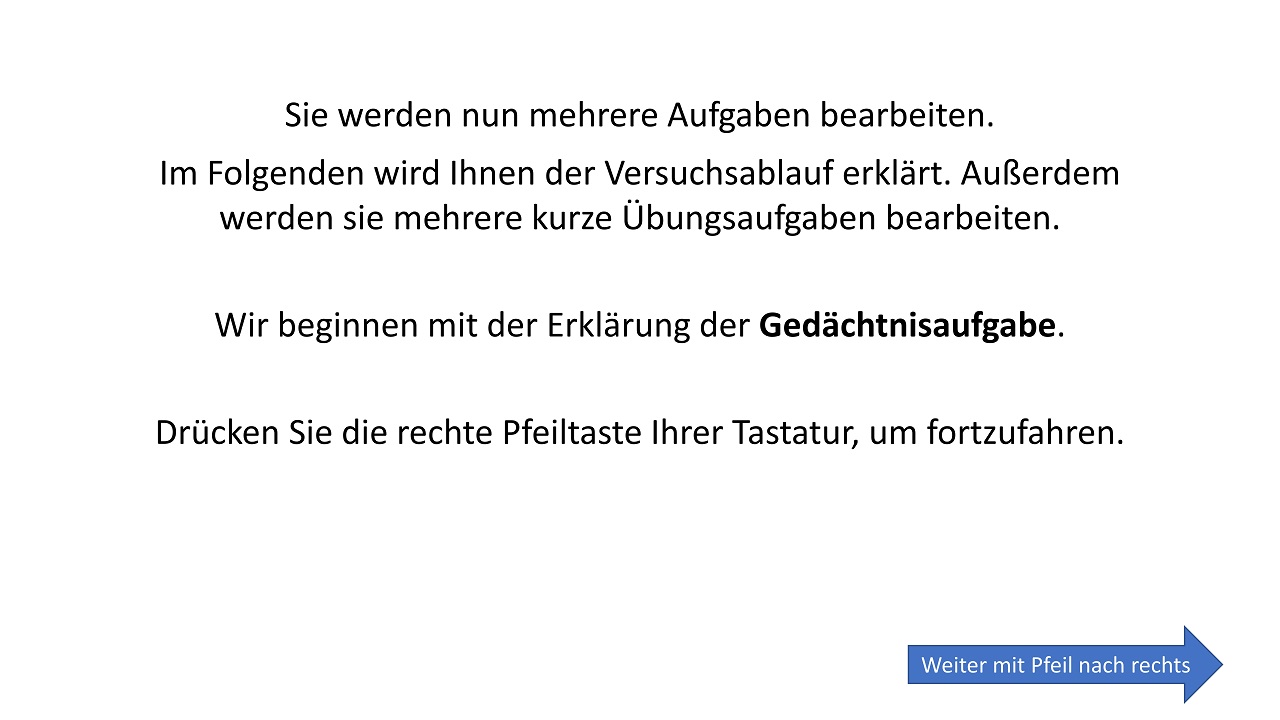 Sie werden nun mehrere Aufgaben bearbeiten.
Im Folgenden wird Ihnen der Versuchsablauf erklärt. Außerdem
werden sie mehrere kurze Übungsaufgaben bearbeiten.
Wir beginnen mit der Erklärung der Gedächtnisaufgabe.
Drücken Sie die rechte Pfeiltaste Ihrer Tastatur, um fortzufahren.
Weiter mit Pfeil nach rechts